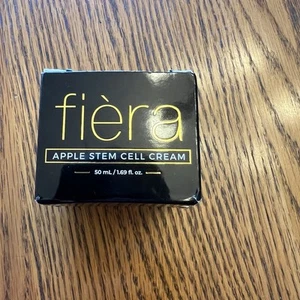 fièra
APPLE STEM CELL CREAM
50 mL / 1.69 fl. oz.